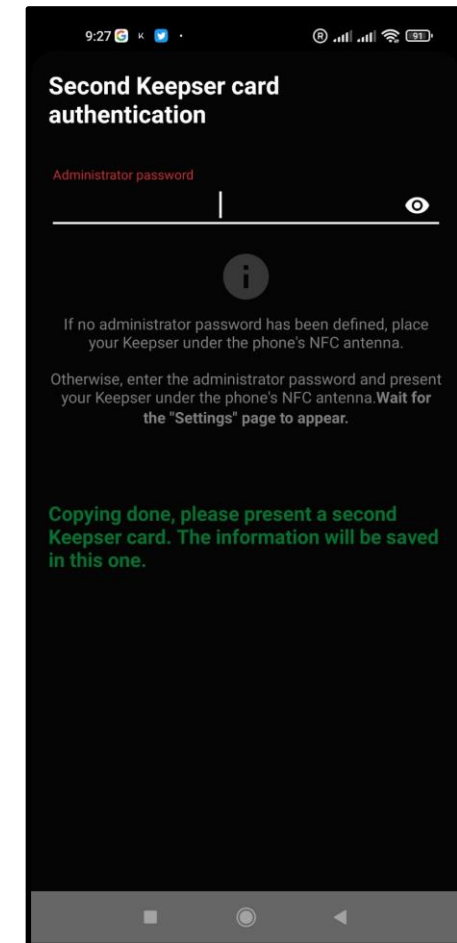 9:27
Second Keepser card
authentication
Administrator password
If no administrator password has been defined, place
your Keepser under the phone's NFC antenna.
Otherwise, enter the administrator password and present
your Keepser under the phone's NFC antenna.Wait for
the "Settings" page to appear.
Copying done, please present a second
Keepser card. The information will be saved
in this one.